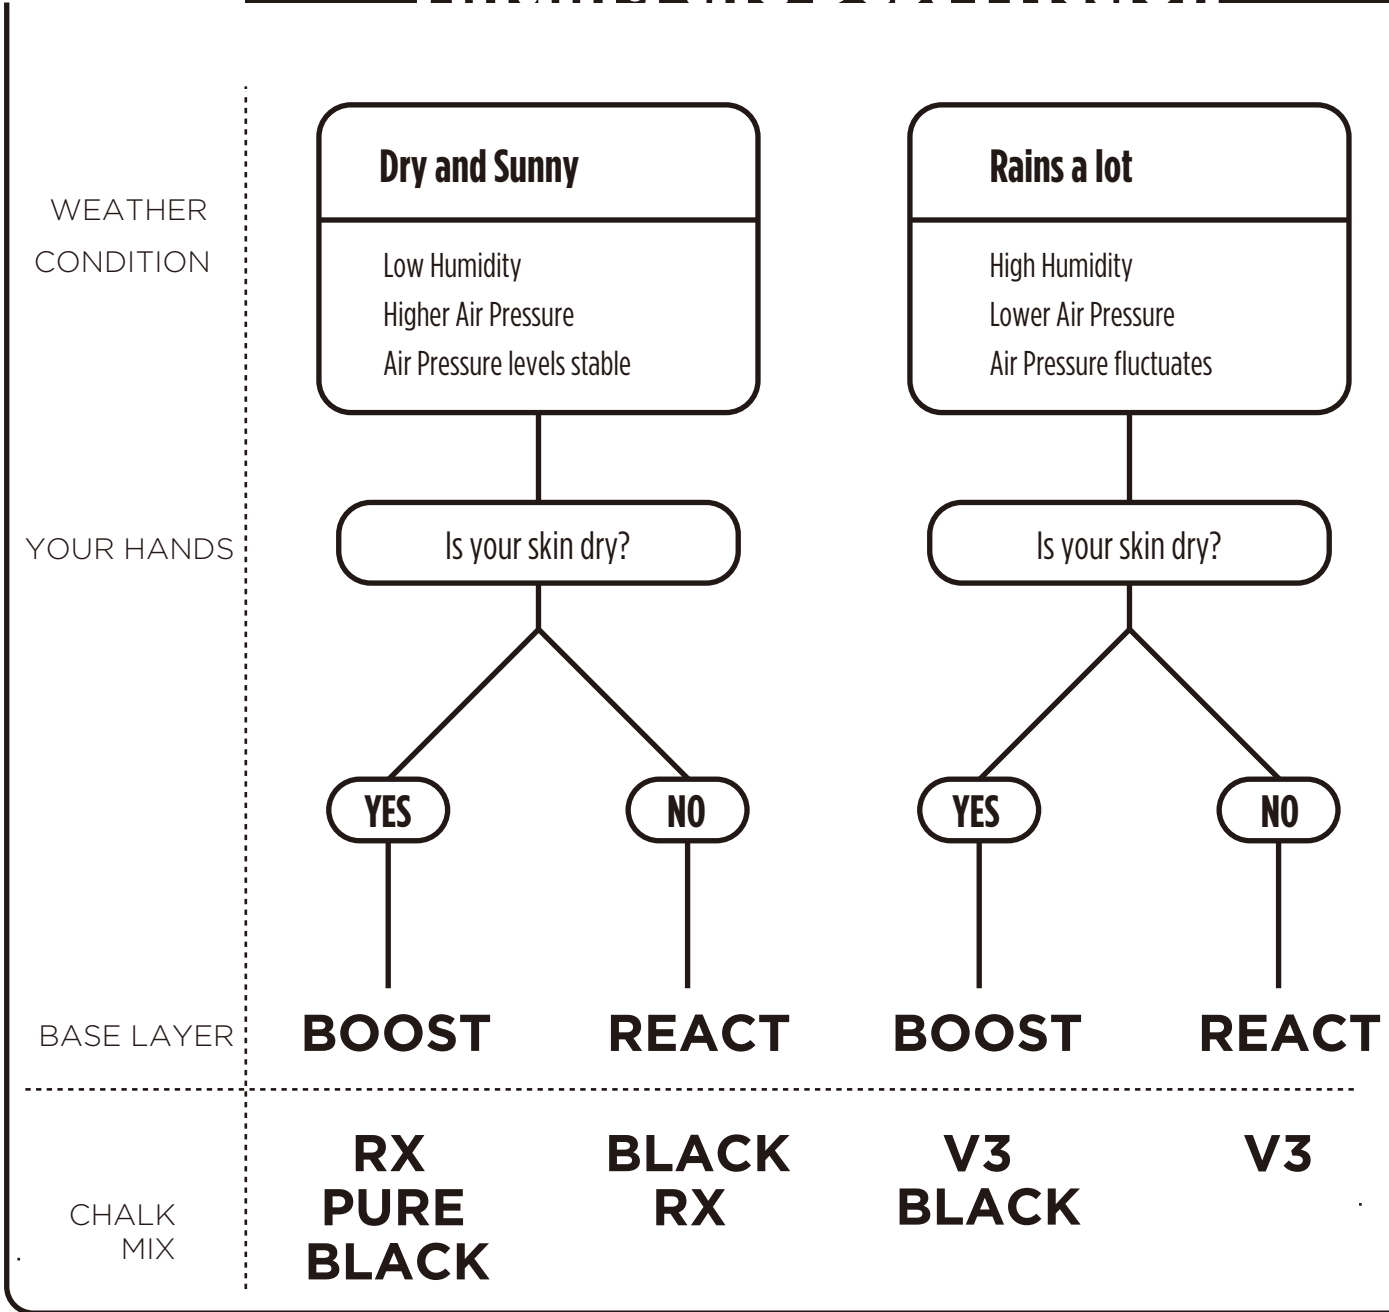 WEATHER
CONDITION
Dry and Sunny
Low Humidity
Higher Air Pressure
Air Pressure levels stable
Rains a lot
High Humidity
Lower Air Pressure
Air Pressure fluctuates
YOUR HANDS
Is your skin dry?
Is your skin dry?
YES
NO
YES
NO
BASE LAYER
BOOST
REACT
BOOST
REACT
CHALK
MIX
RX
PURE
BLACK
BLACK
RX
V3
BLACK
V3